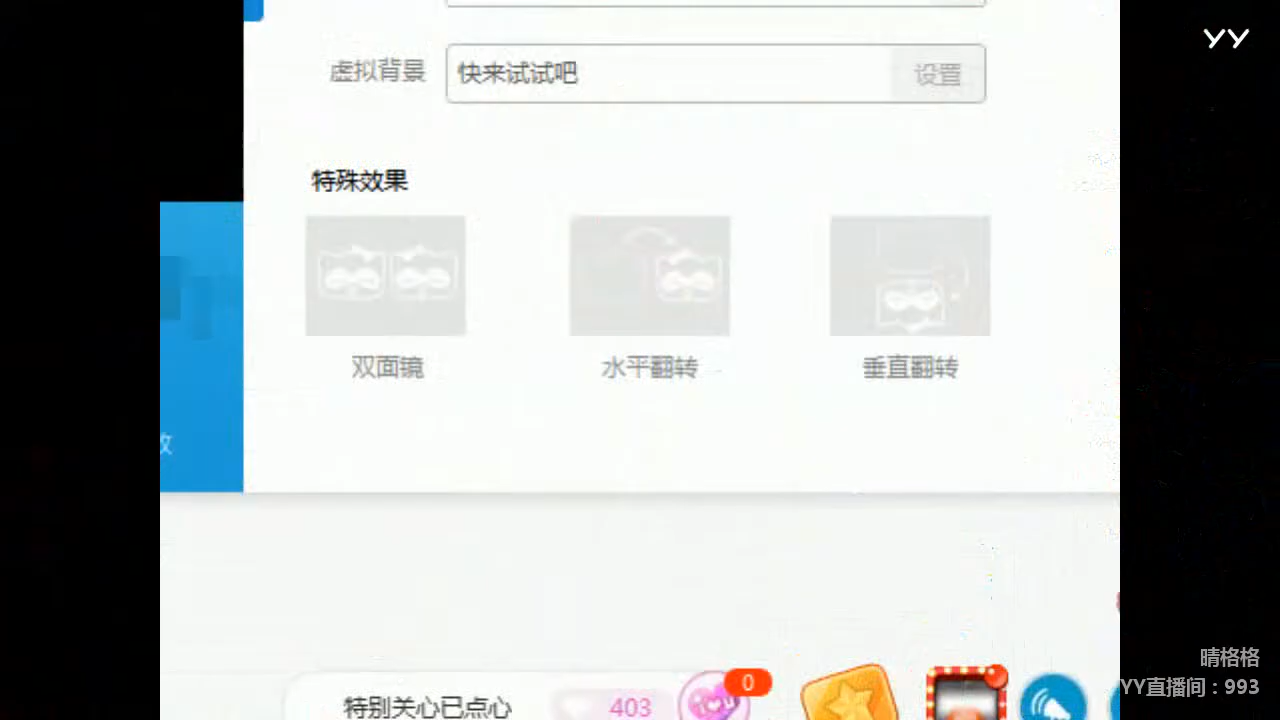 YY
虚拟背景 快来试试吧 设置
特殊效果
双面镜 水平翻转 垂直翻转
效
特别关心已点心 403 0
晴格格
YY直播间：993